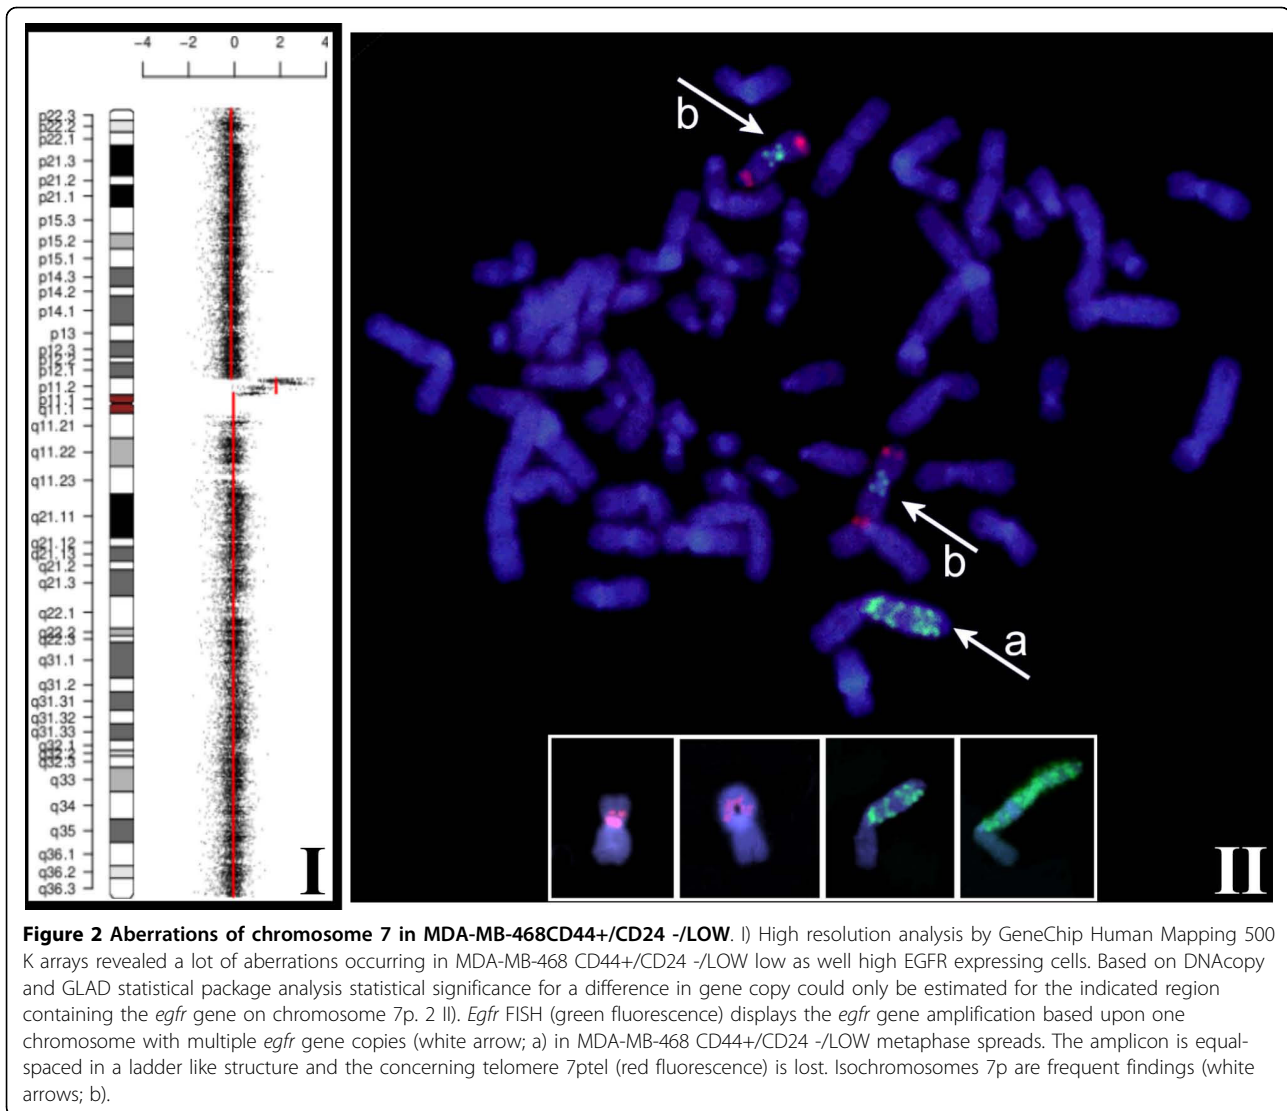 −4 −2 0 2 4
p22.3
p22.2
p22.1
p21.3
p21.2
p21.1
p15.3
p15.2
p15.1
p14.3
p14.2
p14.1
p13
p12.3
p12.2
p12.1
p11.2
p11.1
q11.1
q11.21
q11.22
q11.23
q21.11
q21.12
q21.13
q21.2
q21.3
q22.1
q22.2
q22.3
q31.1
q31.2
q31.31
q31.32
q31.33
q32.1
q32.2
q32.3
q33
q34
q35
q36.1
q36.2
q36.3
I
b
b
a
II
Figure 2 Aberrations of chromosome 7 in MDA-MB-468CD44+/CD24 -/LOW. I) High resolution analysis by GeneChip Human Mapping 500
K arrays revealed a lot of aberrations occurring in MDA-MB-468 CD44+/CD24 -/LOW low as well high EGFR expressing cells. Based on DNAcopy
and GLAD statistical package analysis statistical significance for a difference in gene copy could only be estimated for the indicated region
containing the egfr gene on chromosome 7p. 2 II). Egfr FISH (green fluorescence) displays the egfr gene amplification based upon one
chromosome with multiple egfr gene copies (white arrow; a) in MDA-MB-468 CD44+/CD24 -/LOW metaphase spreads. The amplicon is equal-
spaced in a ladder like structure and the concerning telomere 7ptel (red fluorescence) is lost. Isochromosomes 7p are frequent findings (white
arrows; b).